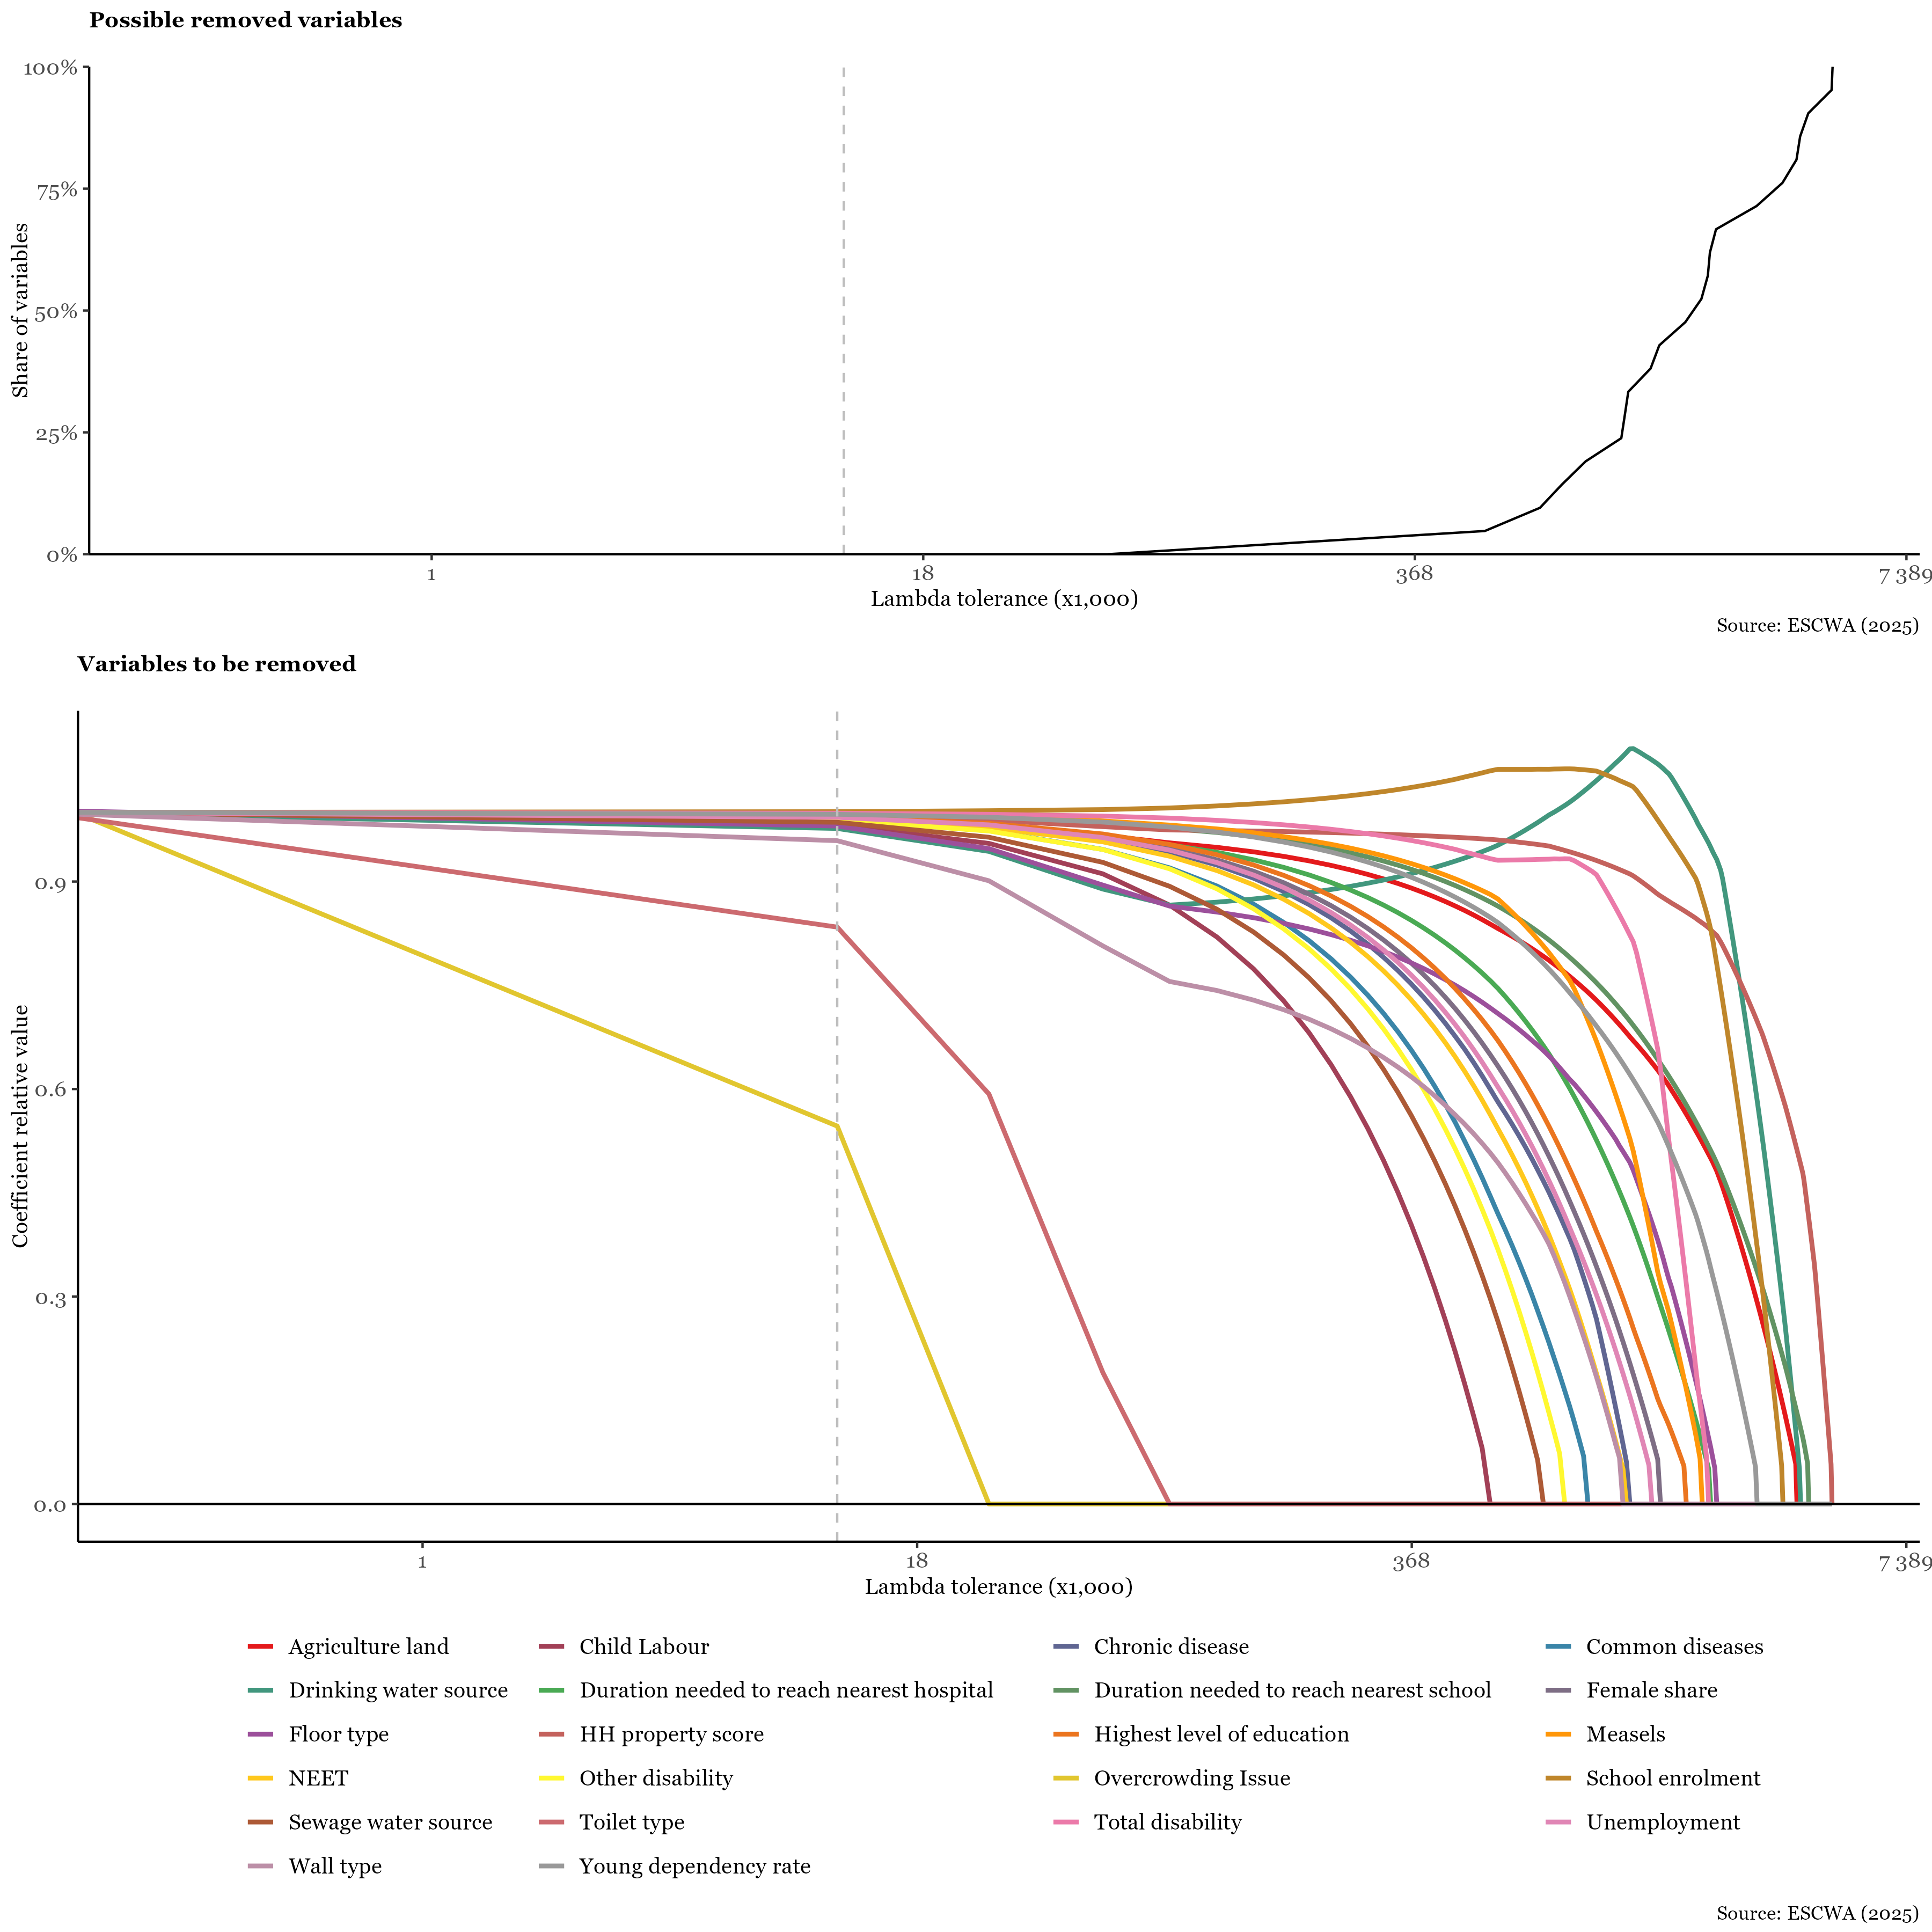 Possible removed variables
100%
75%
50%
25%
0%
Share of variables
1 18 368 7 389
Lambda tolerance (x1,000)
Source: ESCWA (2025)
Variables to be removed
0.9
0.6
0.3
0.0
Coefficient relative value
1 18 368 7 389
Lambda tolerance (x1,000)
Agriculture land Child Labour Chronic disease Common diseases
Drinking water source Duration needed to reach nearest hospital Duration needed to reach nearest school Female share
Floor type HH property score Highest level of education Measels
NEET Other disability Overcrowding Issue School enrolment
Sewage water source Toilet type Total disability Unemployment
Wall type Young dependency rate
Source: ESCWA (2025)